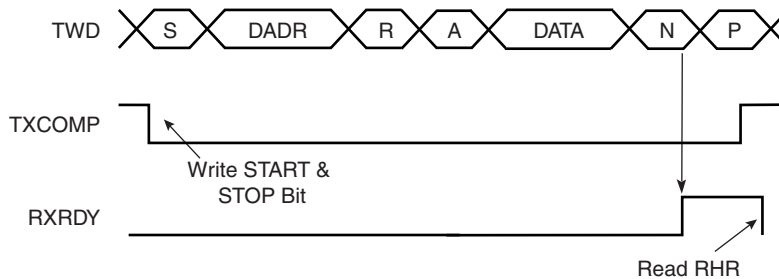 TWD S DADR R A DATA N P
TXCOMP
Write START &
STOP Bit
RXRDY
Read RHR